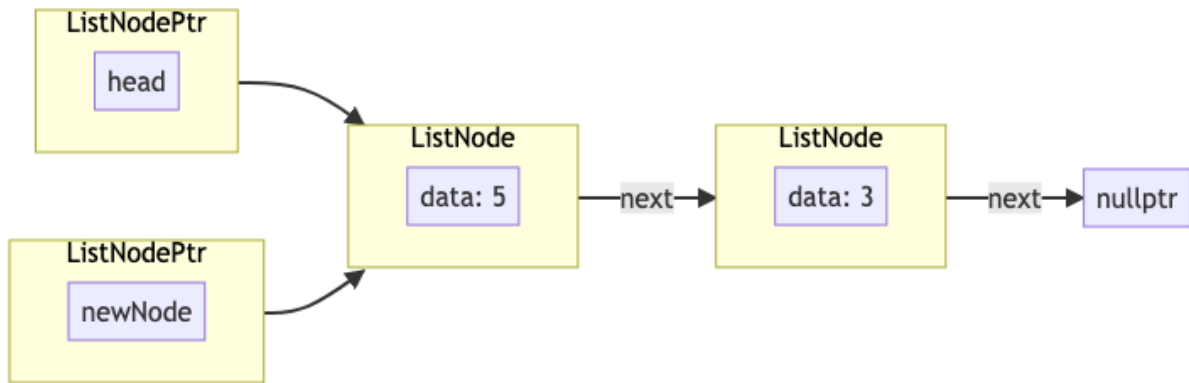 ListNodePtr
head
ListNodePtr
newNode
ListNode
data: 5
next
ListNode
data: 3
next
nullptr